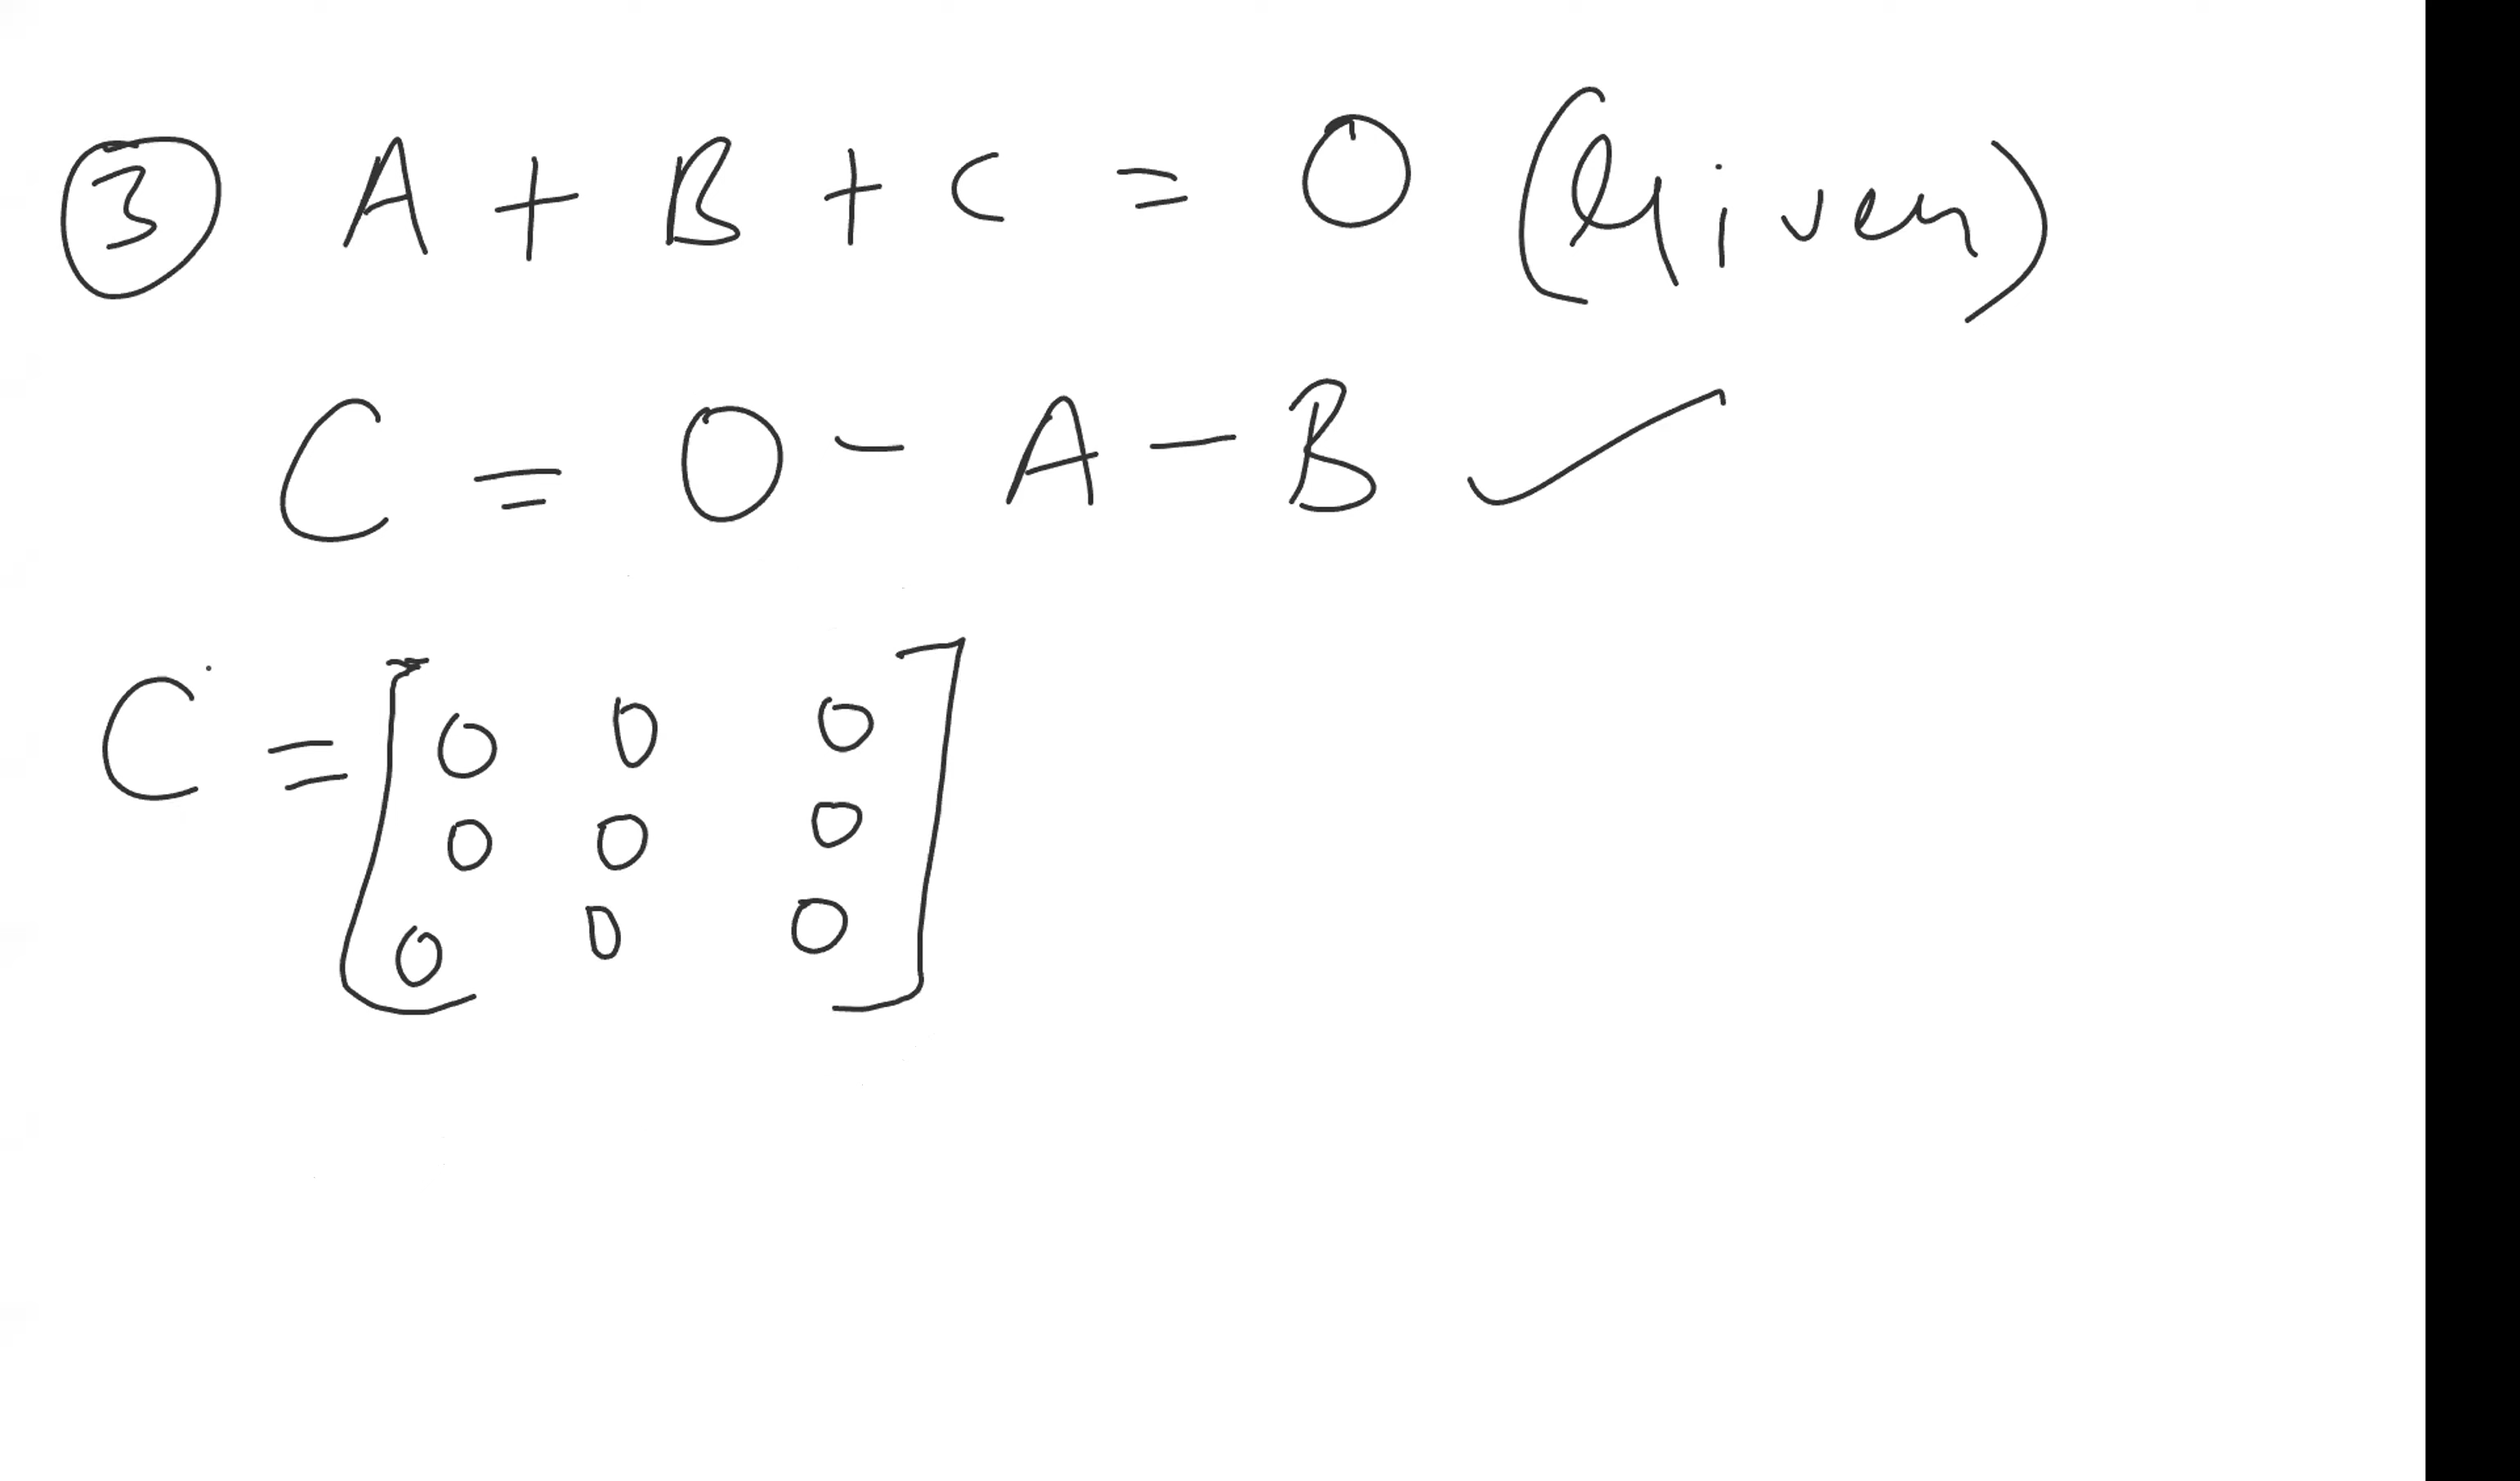 ③ A + B + C = O (Given)
C = O - A - B ✓
C = [ 0 0 0
0 0 0
0 0 0 ]